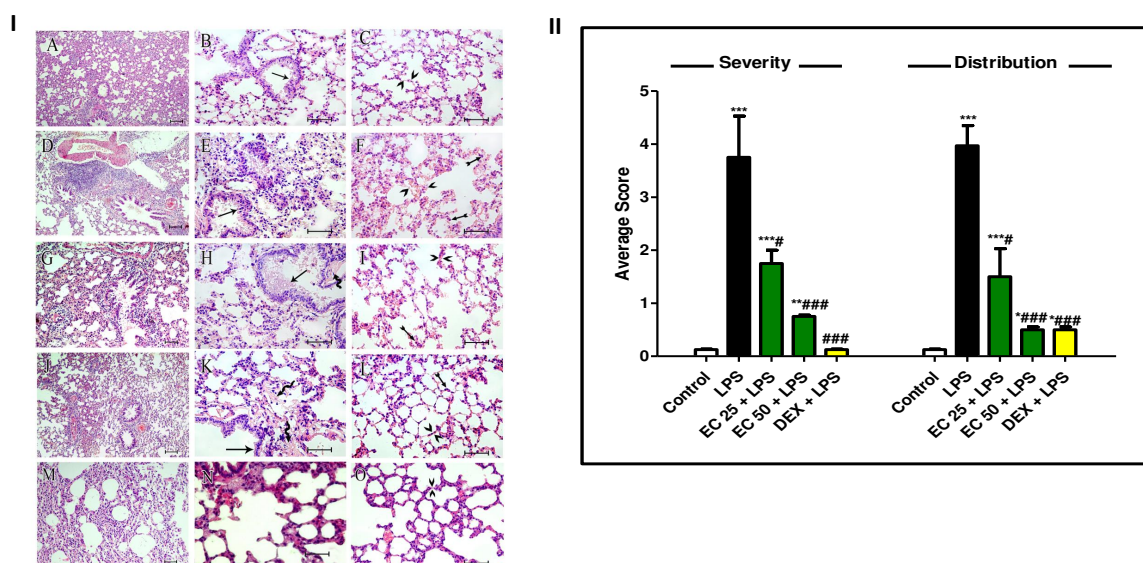 I
A
B
C
D
E
F
G
H
I
J
K
L
M
N
O
II
Severity
Distribution
Average Score
5
4
3
2
1
0
***
***#
**###
###
***
***#
*###
*###
Control
LPS
EC 25 + LPS
EC 50 + LPS
DEX + LPS
Control
LPS
EC 25 + LPS
EC 50 + LPS
DEX + LPS